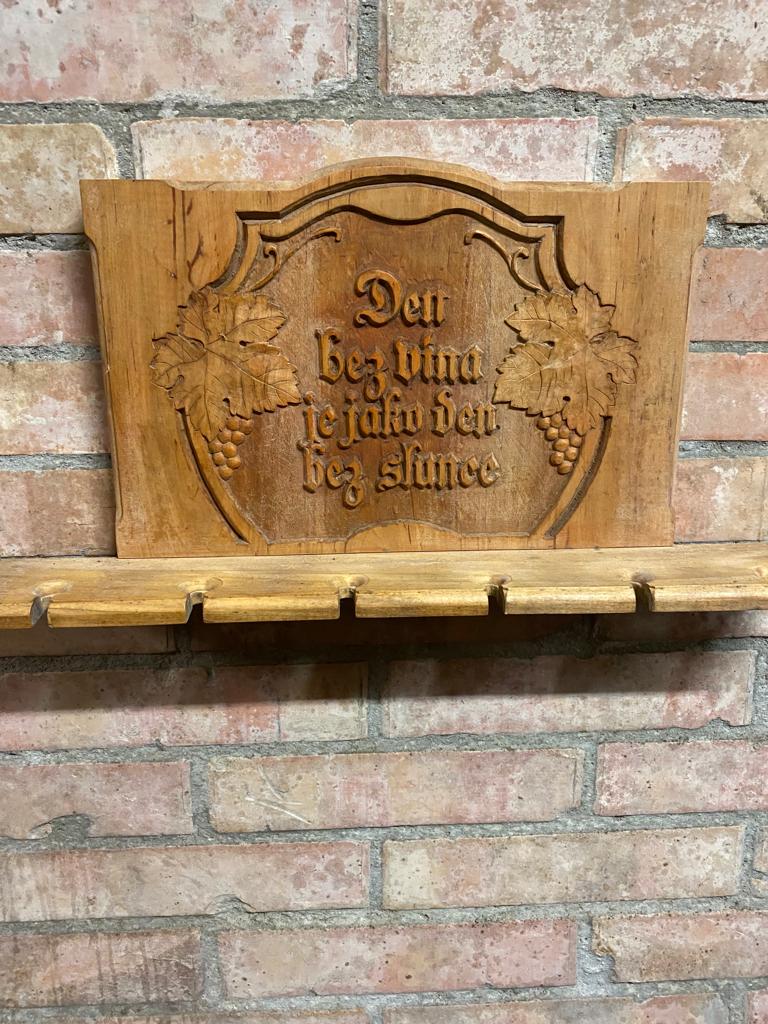 Den
bez vína
je jako den
bez slunce